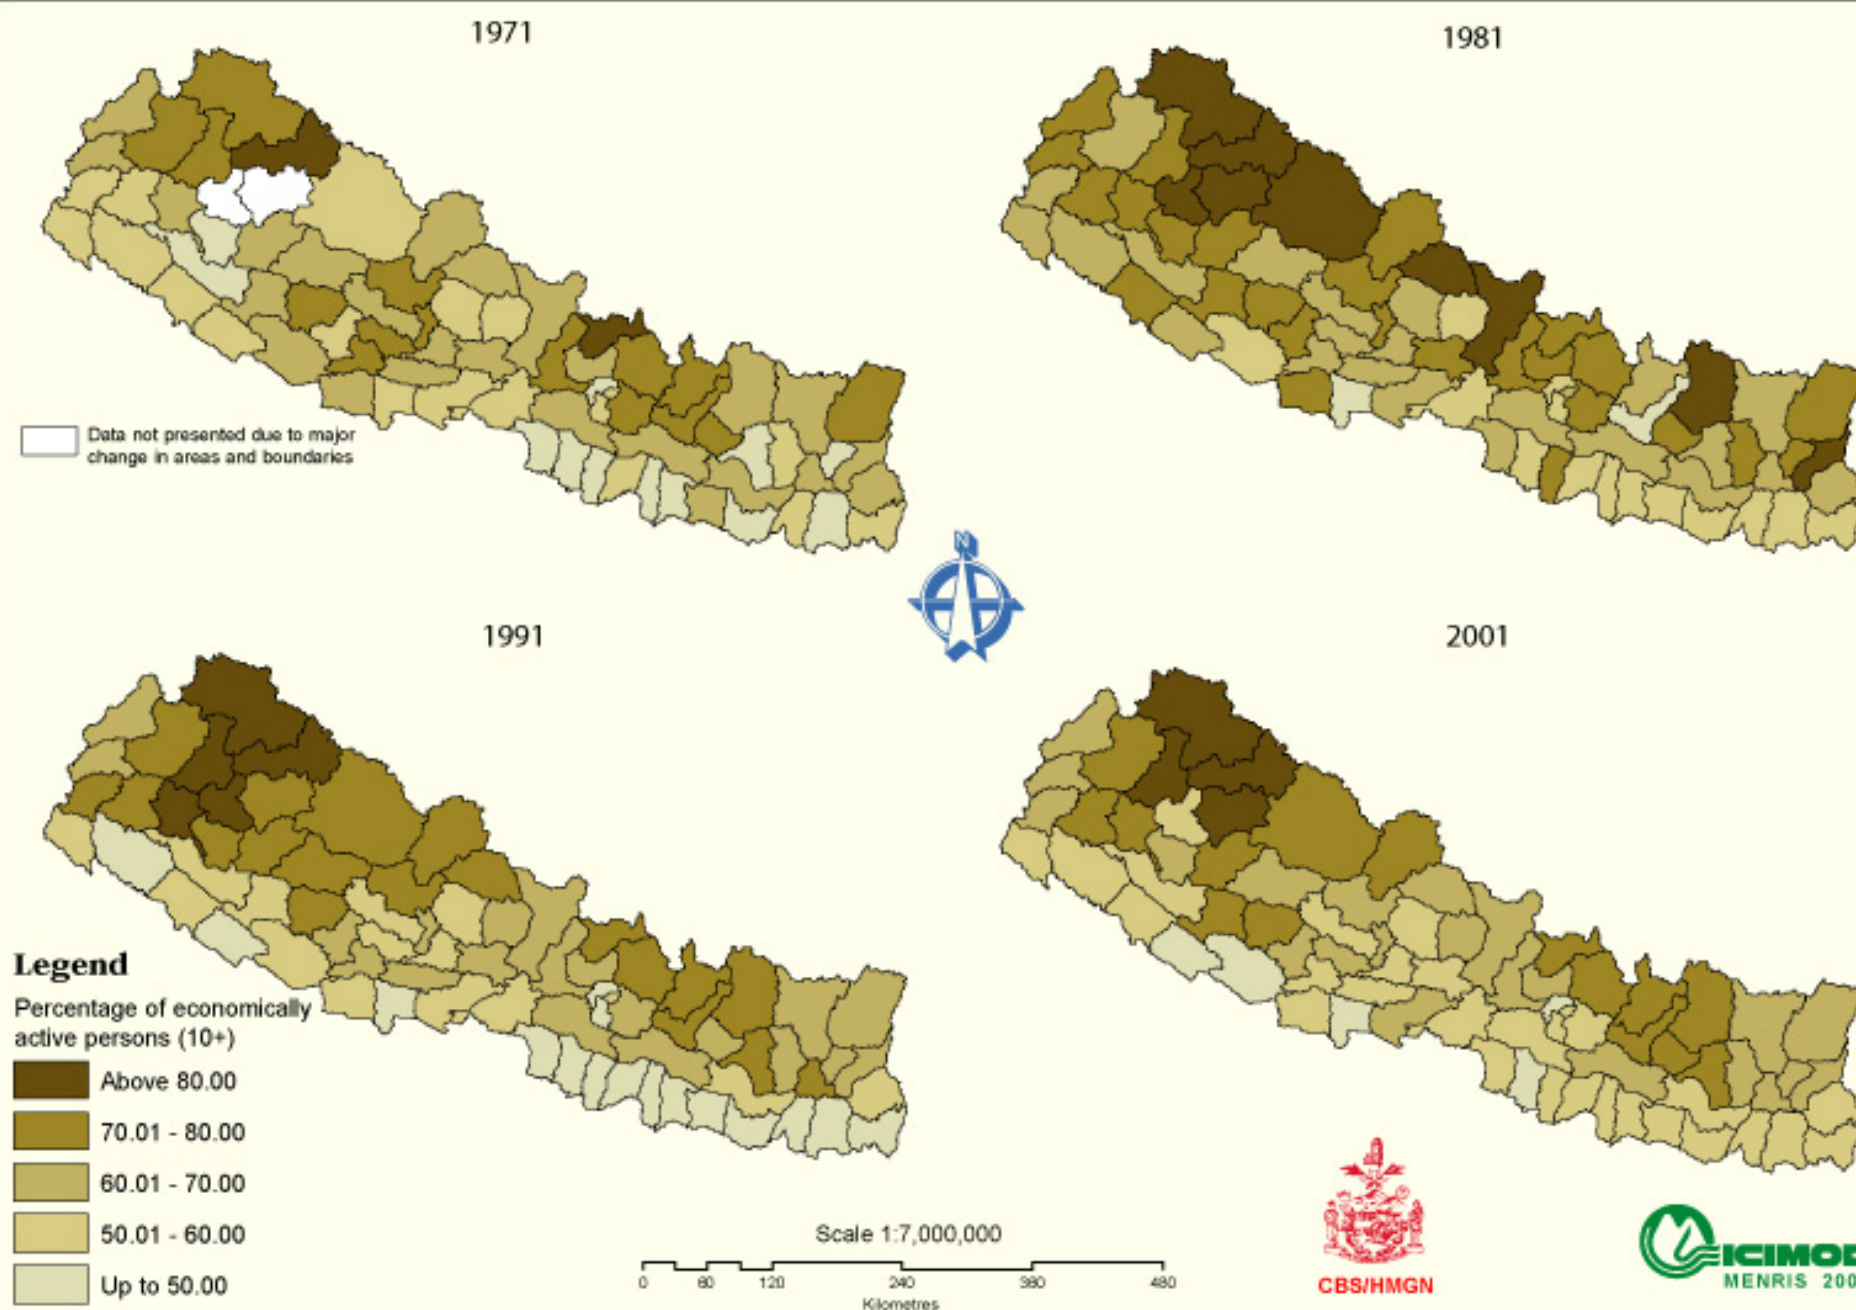 1971
1981
Data not presented due to major
change in areas and boundaries
N
1991
2001
Legend
Percentage of economically
active persons (10+)
Above 80.00
70.01 - 80.00
60.01 - 70.00
50.01 - 60.00
Up to 50.00
Scale 1:7,000,000
0 60 120 240 360 480
Kilometres
CBS/HMGN
ICIMOD
MENRIS 200